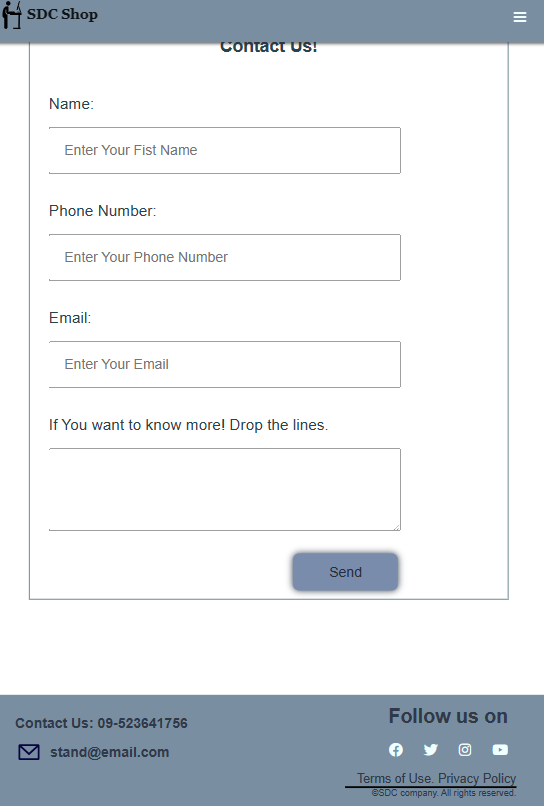 SDC Shop
Contact Us!
Name:
Enter Your Fist Name
Phone Number:
Enter Your Phone Number
Email:
Enter Your Email
If You want to know more! Drop the lines.
Send
Contact Us: 09-523641756
stand@email.com
Follow us on
Terms of Use. Privacy Policy
©SDC company. All rights reserved.